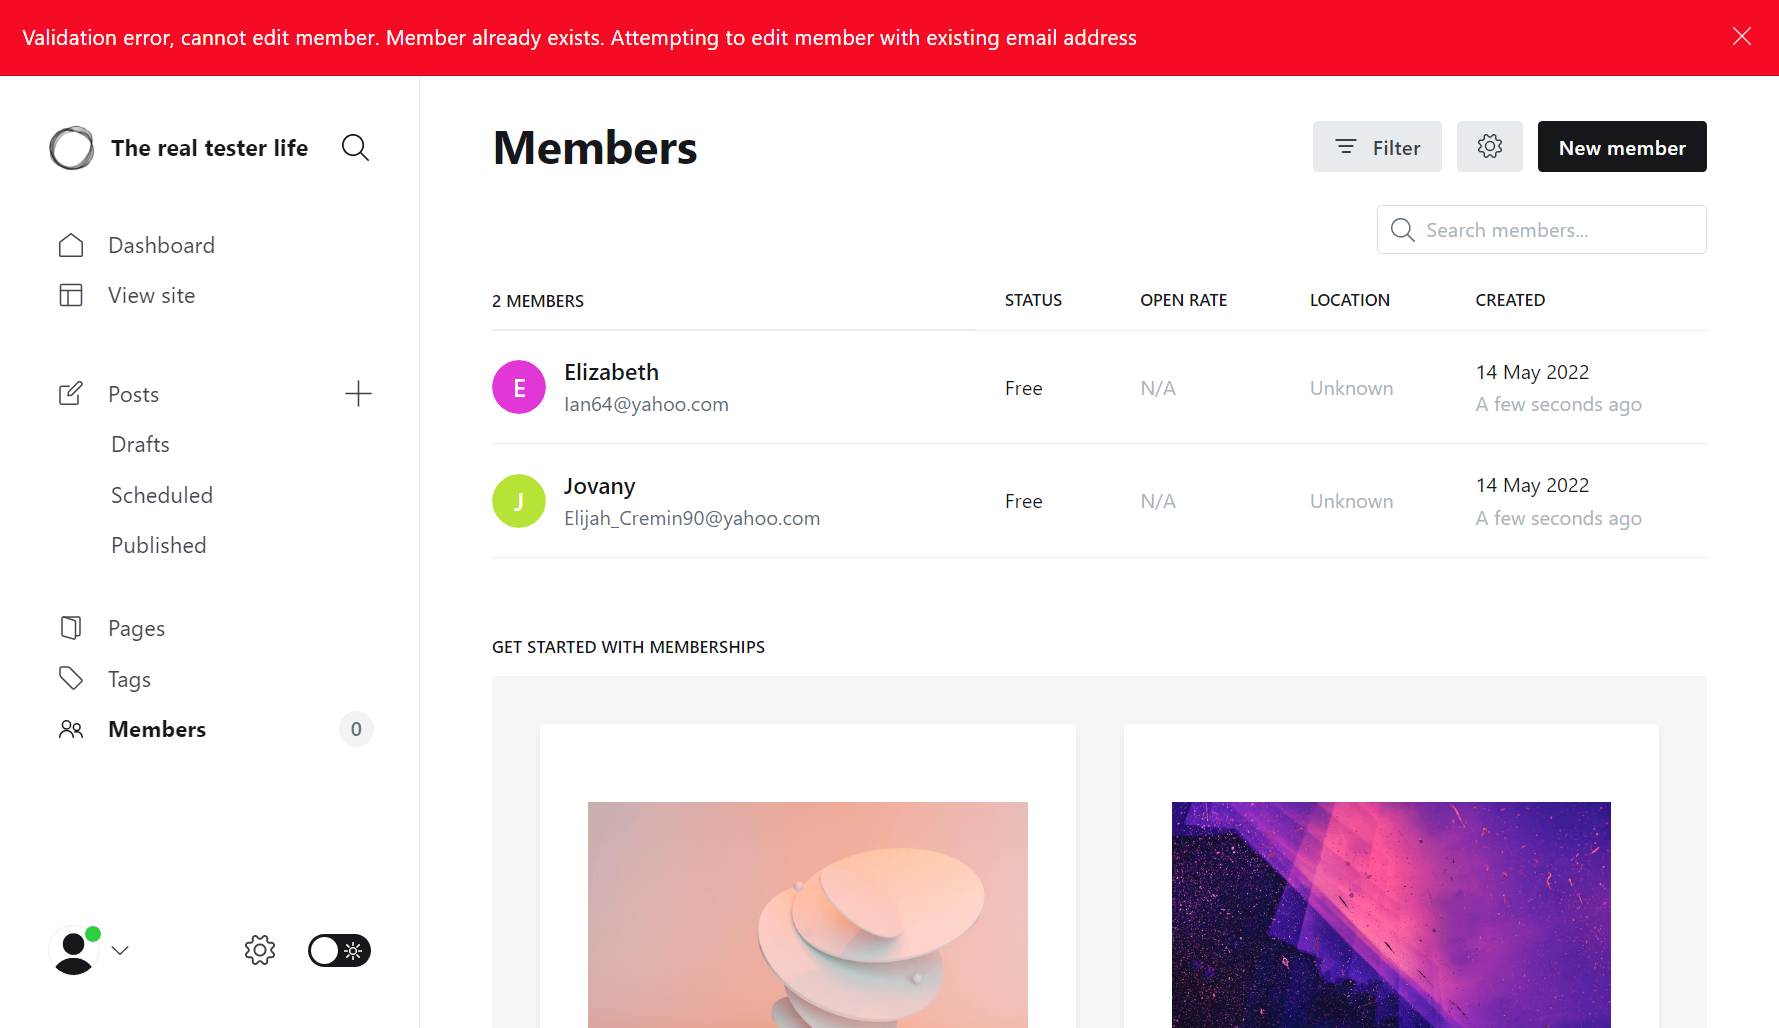 Validation error, cannot edit member. Member already exists. Attempting to edit member with existing email address
The real tester life
Dashboard
View site
Posts
Drafts
Scheduled
Published
Pages
Tags
Members
0
Members
Filter
New member
Search members...
2 MEMBERS STATUS OPEN RATE LOCATION CREATED
E Elizabeth
Ian64@yahoo.com
Free N/A Unknown
14 May 2022
A few seconds ago
J Jovany
Elijah_Cremin90@yahoo.com
Free N/A Unknown
14 May 2022
A few seconds ago
GET STARTED WITH MEMBERSHIPS